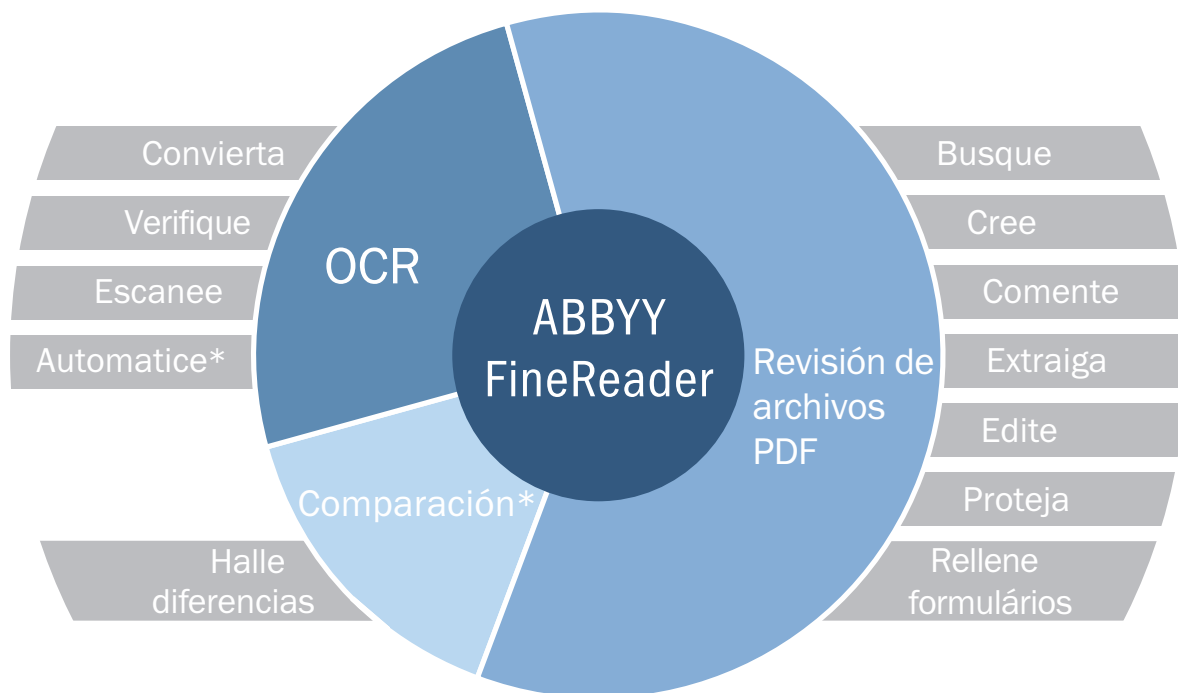 Convierta
Verifique
Escanee
Automatice*
OCR
Comparación*
Halle
diferencias
ABBYY
FineReader
Revisión de
archivos
PDF
Busque
Cree
Comente
Extraiga
Edite
Proteja
Rellene
formulários